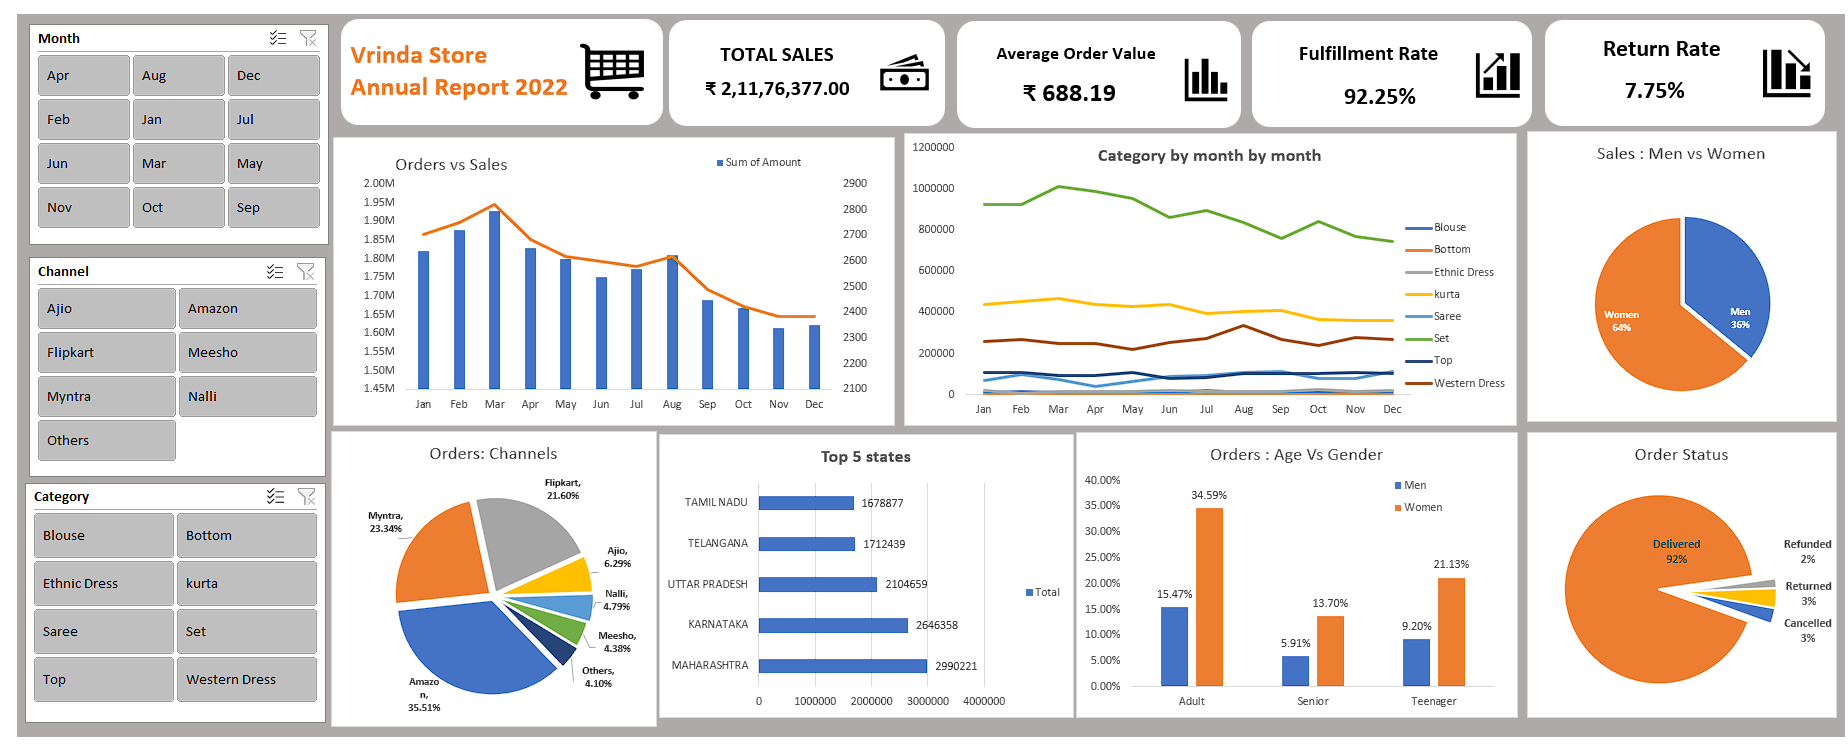 Month
Apr
Aug
Dec
Feb
Jan
Jul
Jun
Mar
May
Nov
Oct
Sep
Channel
Ajio
Amazon
Flipkart
Meesho
Myntra
Nalli
Others
Category
Blouse
Bottom
Ethnic Dress
kurta
Saree
Set
Top
Western Dress
Vrinda Store
Annual Report 2022
TOTAL SALES
₹ 2,11,76,377.00
Average Order Value
₹ 688.19
Fulfillment Rate
92.25%
Return Rate
7.75%
Orders vs Sales
Sum of Amount
2.00M
1.95M
1.90M
1.85M
1.80M
1.75M
1.70M
1.65M
1.60M
1.55M
1.50M
1.45M
2900
2800
2700
2600
2500
2400
2300
2200
2100
Jan Feb Mar Apr May Jun Jul Aug Sep Oct Nov Dec
Category by month by month
1200000
1000000
800000
600000
400000
200000
0
Jan Feb Mar Apr May Jun Jul Aug Sep Oct Nov Dec
Blouse
Bottom
Ethnic Dress
kurta
Saree
Set
Top
Western Dress
Sales : Men vs Women
Women
64%
Men
36%
Orders: Channels
Flipkart,
21.60%
Myntra,
23.34%
Ajio,
6.29%
Nalli,
4.79%
Meesho,
4.38%
Others,
4.10%
Amazo
n,
35.51%
Top 5 states
TAMIL NADU 1678877
TELANGANA 1712439
UTTAR PRADESH 2104659
KARNATAKA 2646358
MAHARASHTRA 2990221
0 1000000 2000000 3000000 4000000
Total
Orders : Age Vs Gender
Men
Women
40.00%
35.00%
30.00%
25.00%
20.00%
15.00%
10.00%
5.00%
0.00%
15.47%
34.59%
5.91%
13.70%
9.20%
21.13%
Adult Senior Teenager
Order Status
Delivered
92%
Refunded
2%
Returned
3%
Cancelled
3%